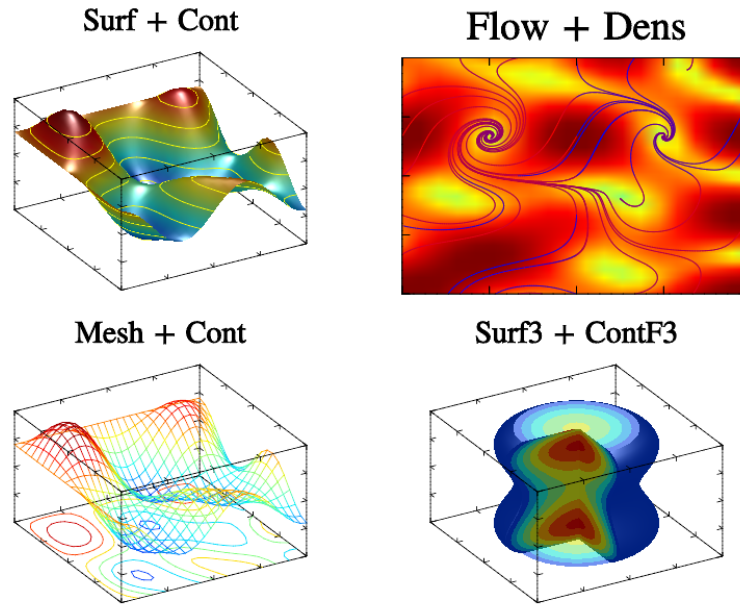 Surf + Cont
Flow + Dens
Mesh + Cont
Surf3 + ContF3